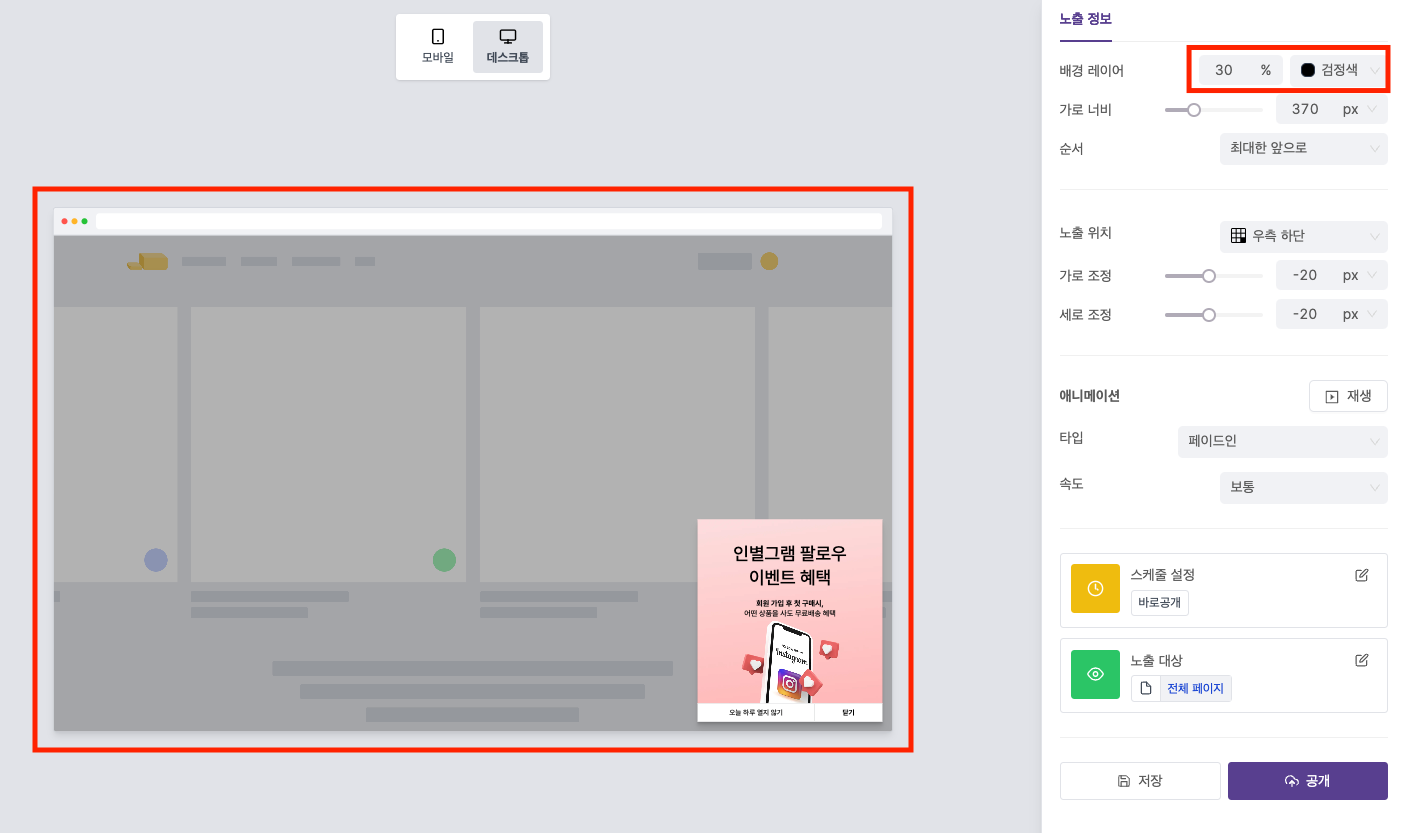 모바일
데스크톱
인별그램 팔로우
이벤트 혜택
회원 가입 후 첫 구매시,
어떤 상품을 사도 무료배송 혜택
Instagram
오늘 하루 열지 않기
닫기
노출 정보
배경 레이어
30 %
검정색
가로 너비
370 px
순서
최대한 앞으로
노출 위치
우측 하단
가로 조정
-20 px
세로 조정
-20 px
애니메이션
재생
타입
페이드인
속도
보통
스케줄 설정
바로공개
노출 대상
전체 페이지
저장
공개